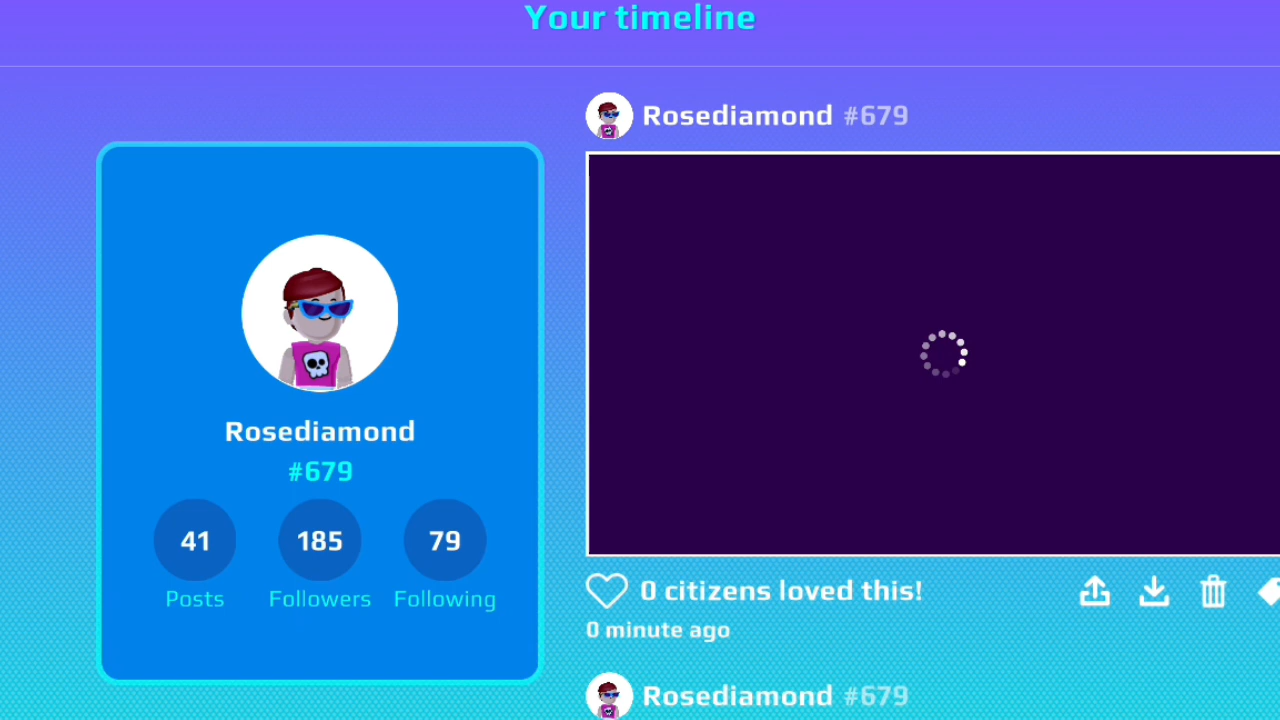 Your timeline
Rosediamond #679
Rosediamond
#679
41
185
79
Posts
Followers
Following
0 citizens loved this!
0 minute ago
Rosediamond #679